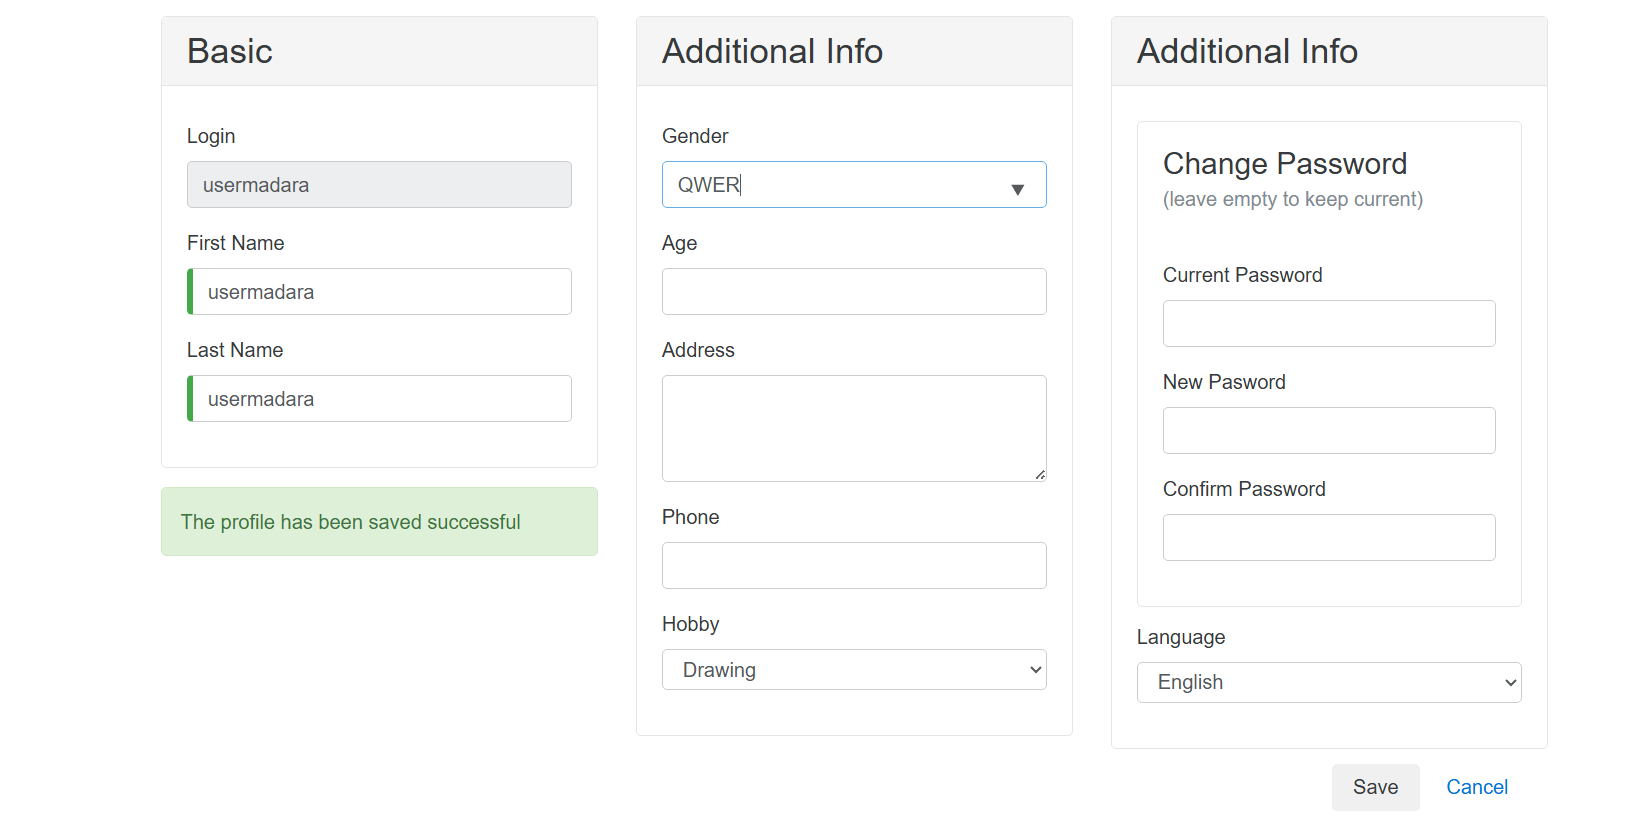 Basic
Login
usermadara
First Name
usermadara
Last Name
usermadara
The profile has been saved successful
Additional Info
Gender
QWER
Age
Address
Phone
Hobby
Drawing
Additional Info
Change Password
(leave empty to keep current)
Current Password
New Pasword
Confirm Password
Language
English
Save
Cancel